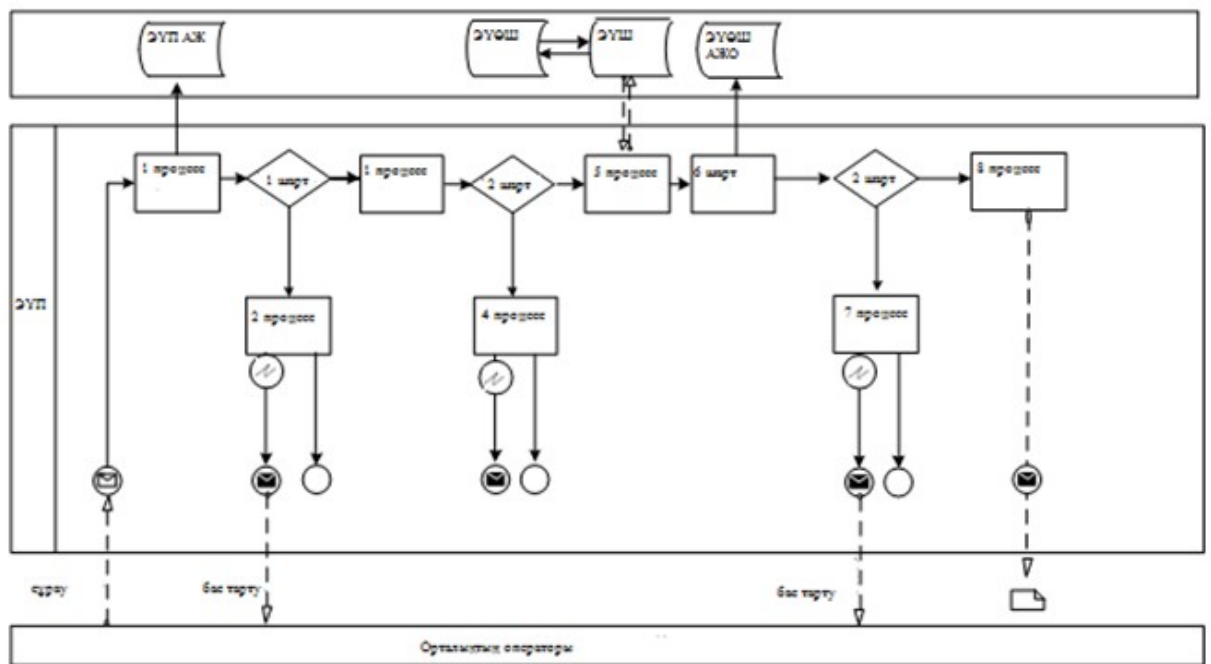 ЭҮП АЖ
ЭҮӨШ
ЭҮШ
ЭҮӨШ
АЖО
1 процесс
1 шарт
1 процесс
2 шарт
5 процесс
6 шарт
2 шарт
8 процесс
ЭҮП
2 процесс
4 процесс
7 процесс
сұрау
бас тарту
бас тарту
Орталықтың операторы